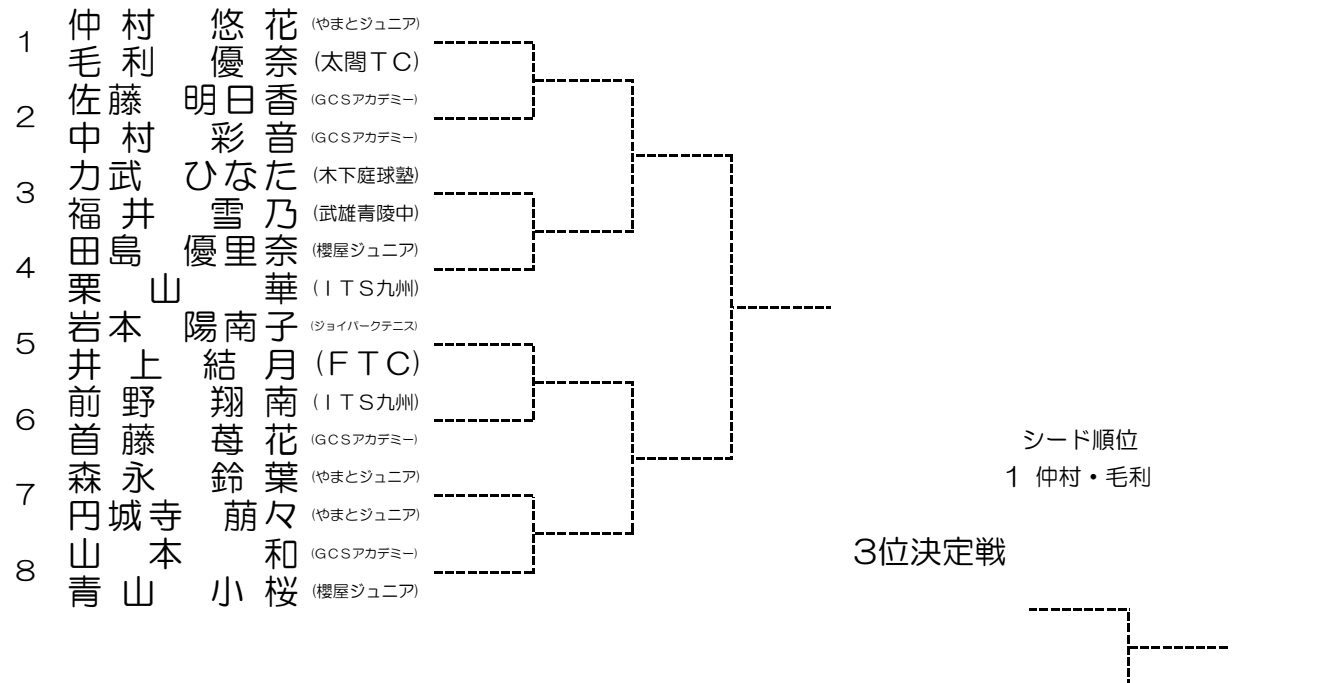 1
仲村 悠花 (やまとジュニア)
毛利 優奈 (太閤TC)
2
佐藤 明日香 (GCSアカデミー)
中村 彩音 (GCSアカデミー)
3
力武 ひなた (木下庭球塾)
福井 雪乃 (武雄青陵中)
4
田島 優里奈 (櫻屋ジュニア)
栗山 華 (ITS九州)
5
岩本 陽南子 (ジョイパークテニス)
井上 結月 (FTC)
6
前野 翔南 (ITS九州)
首藤 苺花 (GCSアカデミー)
7
森永 鈴葉 (やまとジュニア)
円城寺 萠々 (やまとジュニア)
8
山本 和 (GCSアカデミー)
青山 小桜 (櫻屋ジュニア)
シード順位
1 仲村・毛利
3位決定戦